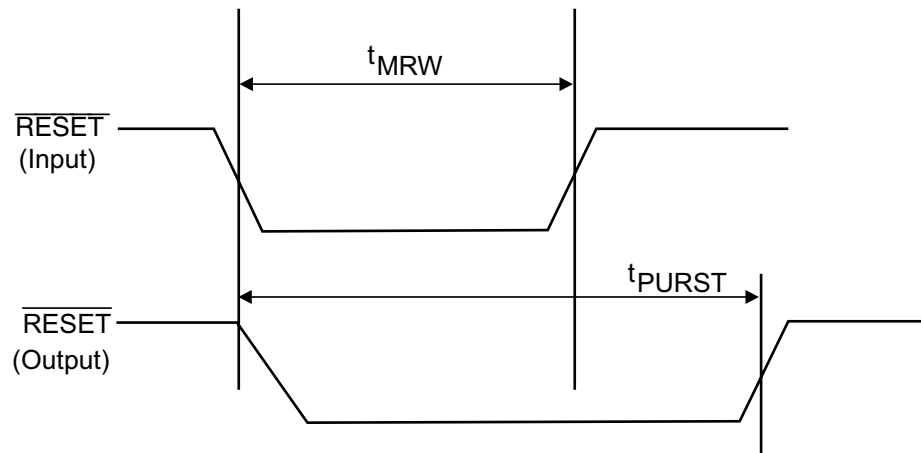 tMRW
RESET
(Input)
tPURST
RESET
(Output)